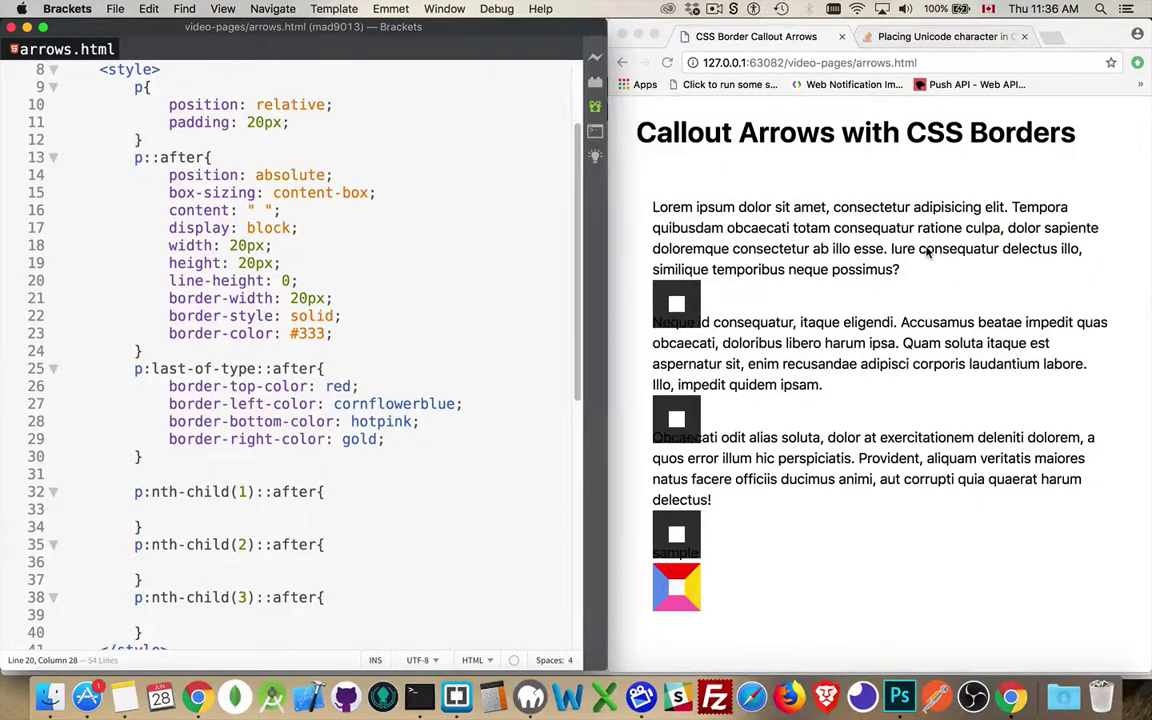 Brackets File Edit Find View Navigate Templates Emmet Window Debug Help
100% Thu 11:36 AM
video-pages/arrows.html (mad9013) — Brackets
arrows.html
8 <style>
9 p{
10 position: relative;
11 padding: 20px;
12 }
13 p::after{
14 position: absolute;
15 box-sizing: content-box;
16 content: " ";
17 display: block;
18 width: 20px;
19 height: 20px;
20 line-height: 0;
21 border-width: 20px;
22 border-style: solid;
23 border-color: #333;
24 }
25 p:last-of-type::after{
26 border-top-color: red;
27 border-left-color: cornflowerblue;
28 border-bottom-color: hotpink;
29 border-right-color: gold;
30 }
31
32 p:nth-child(1)::after{
33
34 }
35 p:nth-child(2)::after{
36
37 }
38 p:nth-child(3)::after{
39
40 }
41 </style>
Line 20, Column 28 — 54 Lines
INS UTF-8 HTML Spaces: 4
CSS Border Callout Arrows
Placing Unicode character in C
127.0.0.1:63082/video-pages/arrows.html
Apps Click to run some s... Web Notification Im... Push API - Web API...
Callout Arrows with CSS Borders
Lorem ipsum dolor sit amet, consectetur adipisicing elit. Tempora
quibusdam obcaecati totam consequatur ratione culpa, dolor sapiente
doloremque consectetur ab illo esse. Iure consequatur delectus illo,
similique temporibus neque possimus?
Neque id consequatur, itaque eligendi. Accusamus beatae impedit quas
obcaecati, doloribus libero harum ipsa. Quam soluta itaque est
aspernatur sit, enim recusandae adipisci corporis laudantium labore.
Illo, impedit quidem ipsam.
Obcaecati odit alias soluta, dolor at exercitationem deleniti dolorem, a
quos error illum hic perspiciatis. Provident, aliquam veritatis maiores
natus facere officiis ducimus animi, aut corrupti quia quaerat harum
delectus!
sample
JUN
28
Ps